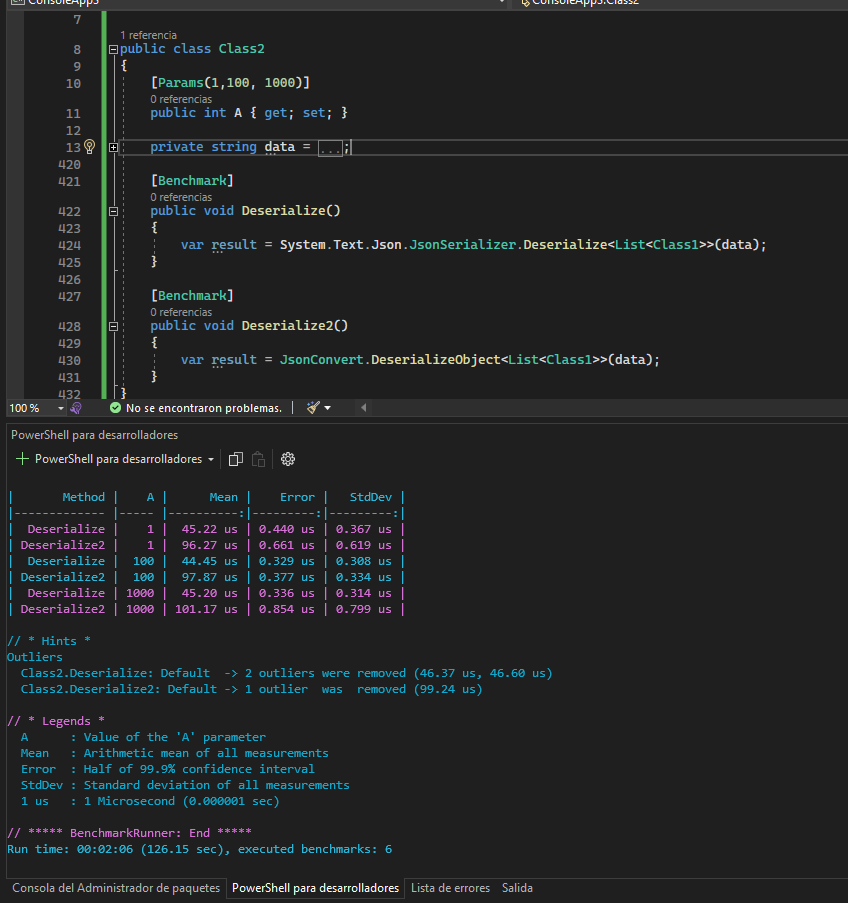 ConsoleApp3 ConsoleApp3.Class2
7
1 referencia
8 public class Class2
9 {
10 [Params(1,100, 1000)]
0 referencias
11 public int A { get; set; }
12
13 private string data = ...;
420
421 [Benchmark]
0 referencias
422 public void Deserialize()
423 {
424 var result = System.Text.Json.JsonSerializer.Deserialize<List<Class1>>(data);
425 }
426
427 [Benchmark]
0 referencias
428 public void Deserialize2()
429 {
430 var result = JsonConvert.DeserializeObject<List<Class1>>(data);
431 }
432 }
100 % No se encontraron problemas.
PowerShell para desarrolladores
PowerShell para desarrolladores
| Method | A | Mean | Error | StdDev |
|------------- |----- |----------:|---------:|---------:|
| Deserialize | 1 | 45.22 us | 0.440 us | 0.367 us |
| Deserialize2 | 1 | 96.27 us | 0.661 us | 0.619 us |
| Deserialize | 100 | 44.45 us | 0.329 us | 0.308 us |
| Deserialize2 | 100 | 97.87 us | 0.377 us | 0.334 us |
| Deserialize | 1000 | 45.20 us | 0.336 us | 0.314 us |
| Deserialize2 | 1000 | 101.17 us | 0.854 us | 0.799 us |
// * Hints *
Outliers
Class2.Deserialize: Default -> 2 outliers were removed (46.37 us, 46.60 us)
Class2.Deserialize2: Default -> 1 outlier was removed (99.24 us)
// * Legends *
A : Value of the 'A' parameter
Mean : Arithmetic mean of all measurements
Error : Half of 99.9% confidence interval
StdDev : Standard deviation of all measurements
1 us : 1 Microsecond (0.000001 sec)
// ***** BenchmarkRunner: End *****
Run time: 00:02:06 (126.15 sec), executed benchmarks: 6
Consola del Administrador de paquetes PowerShell para desarrolladores Lista de errores Salida